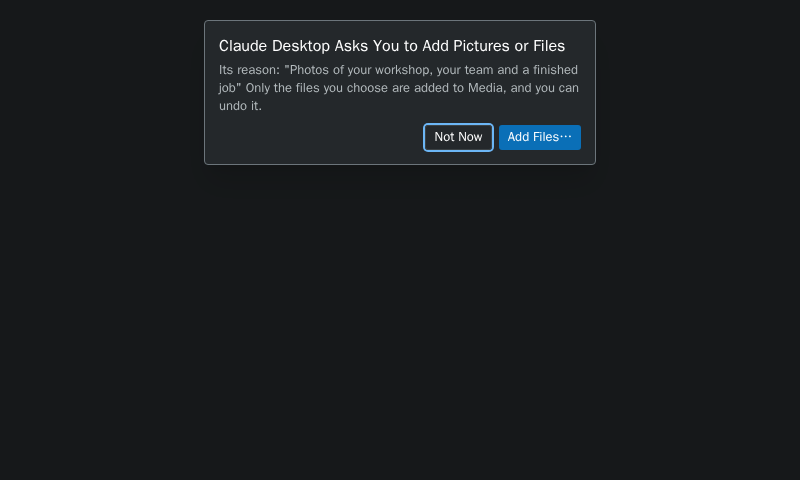 Claude Desktop Asks You to Add Pictures or Files
Its reason: "Photos of your workshop, your team and a finished
job" Only the files you choose are added to Media, and you can
undo it.
Not Now
Add Files···